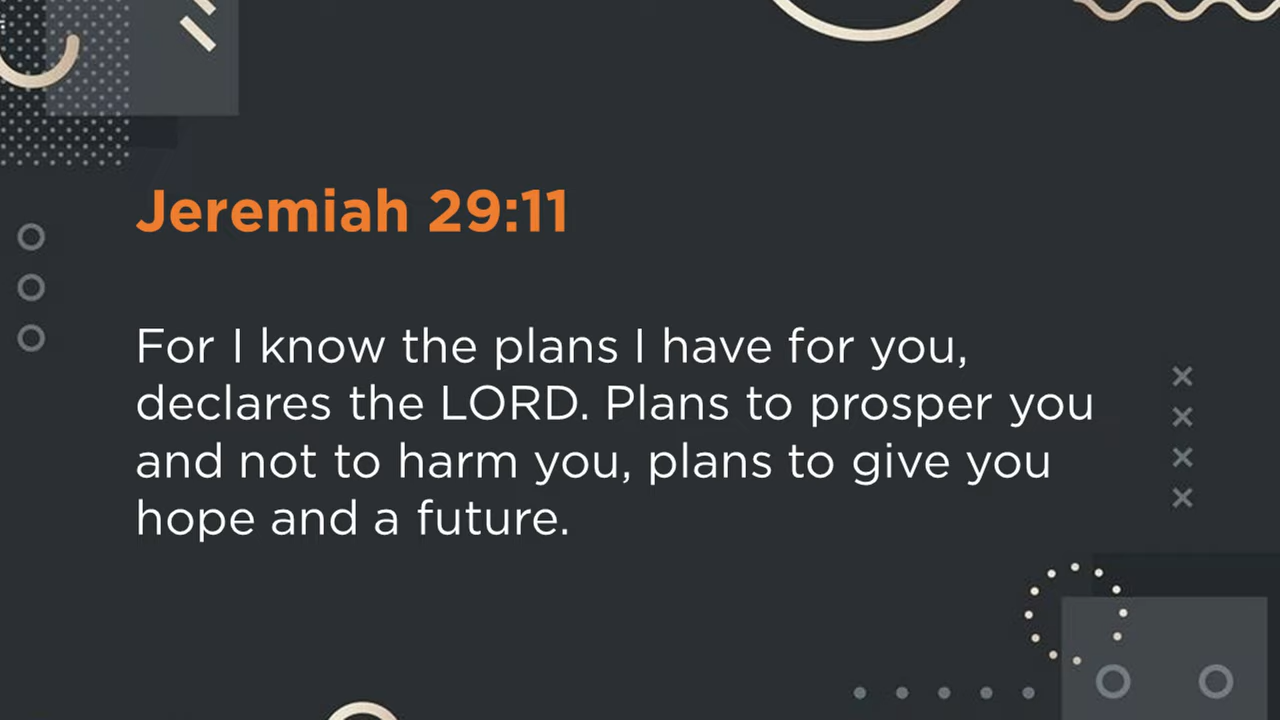 Jeremiah 29:11
For I know the plans I have for you,
declares the LORD. Plans to prosper you
and not to harm you, plans to give you
hope and a future.